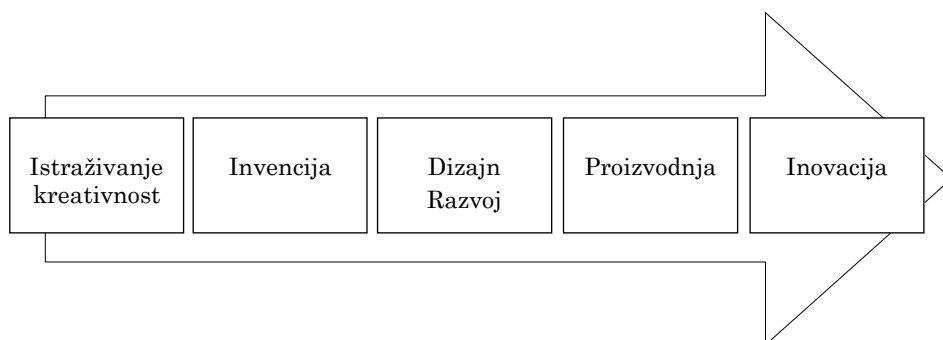 Istraživanje
kreativnost
Invencija
Dizajn
Razvoj
Proizvodnja
Inovacija